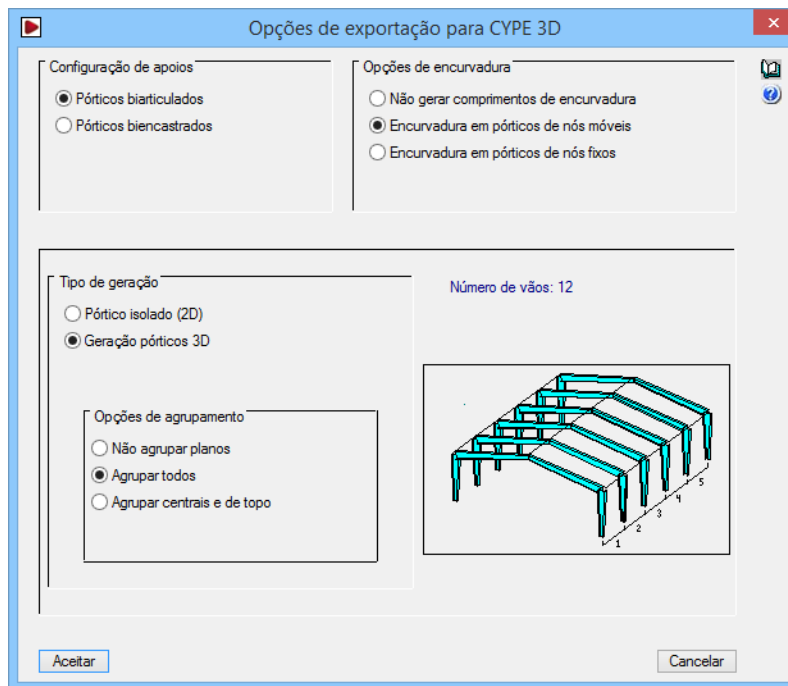 Opções de exportação para CYPE 3D
Configuração de apoios
Pórticos biarticulados
Pórticos biencastrados
Opções de encurvadura
Não gerar comprimentos de encurvadura
Encurvadura em pórticos de nós móveis
Encurvadura em pórticos de nós fixos
Tipo de geração
Pórtico isolado (2D)
Geração pórticos 3D
Número de vãos: 12
Opções de agrupamento
Não agrupar planos
Agrupar todos
Agrupar centrais e de topo
1
2
3
4
5
Aceitar
Cancelar